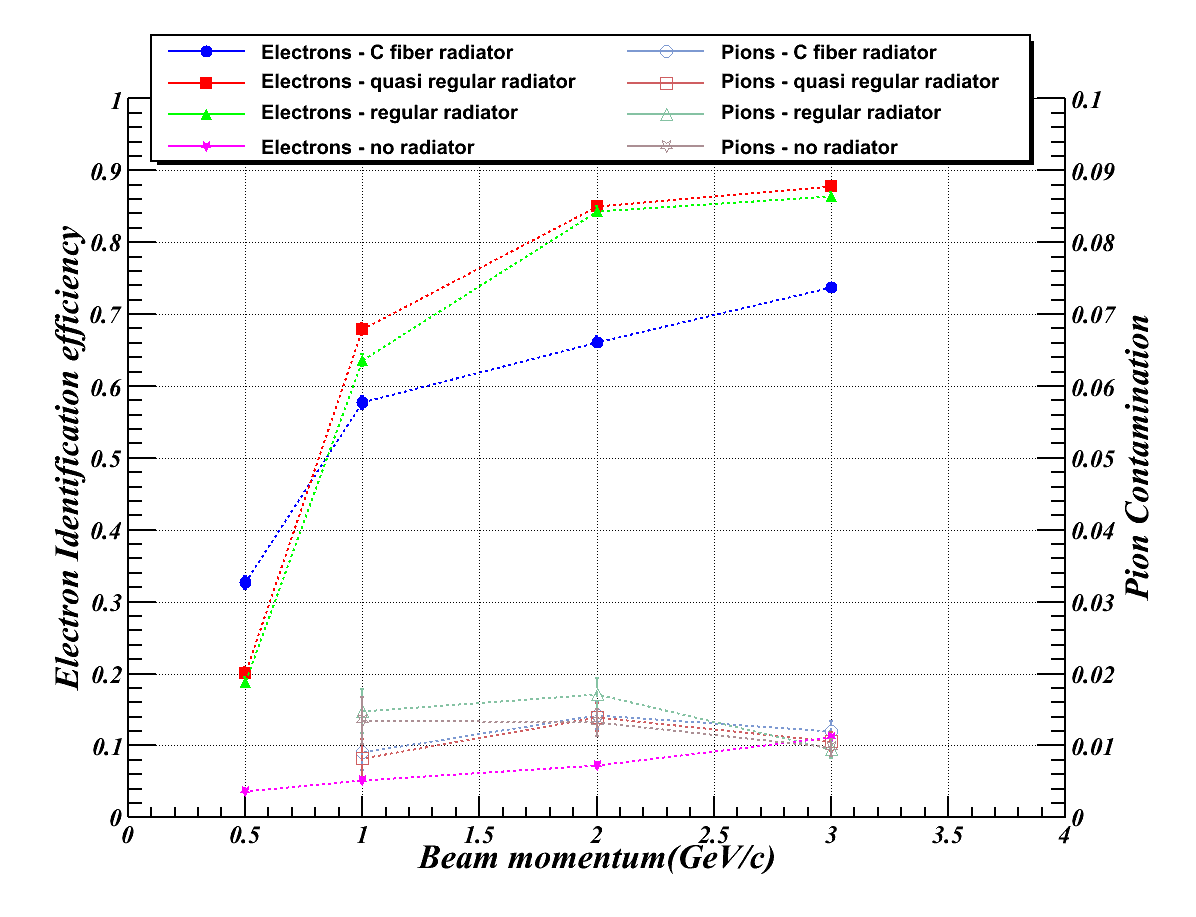 Electrons - C fiber radiator
Pions - C fiber radiator
Electrons - quasi regular radiator
Pions - quasi regular radiator
Electrons - regular radiator
Pions - regular radiator
Electrons - no radiator
Pions - no radiator
Electron Identification efficiency
1
0.9
0.8
0.7
0.6
0.5
0.4
0.3
0.2
0.1
0
0.1
0.09
0.08
0.07
0.06
0.05
0.04
0.03
0.02
0.01
0
Pion Contamination
0 0.5 1 1.5 2 2.5 3 3.5 4
Beam momentum(GeV/c)